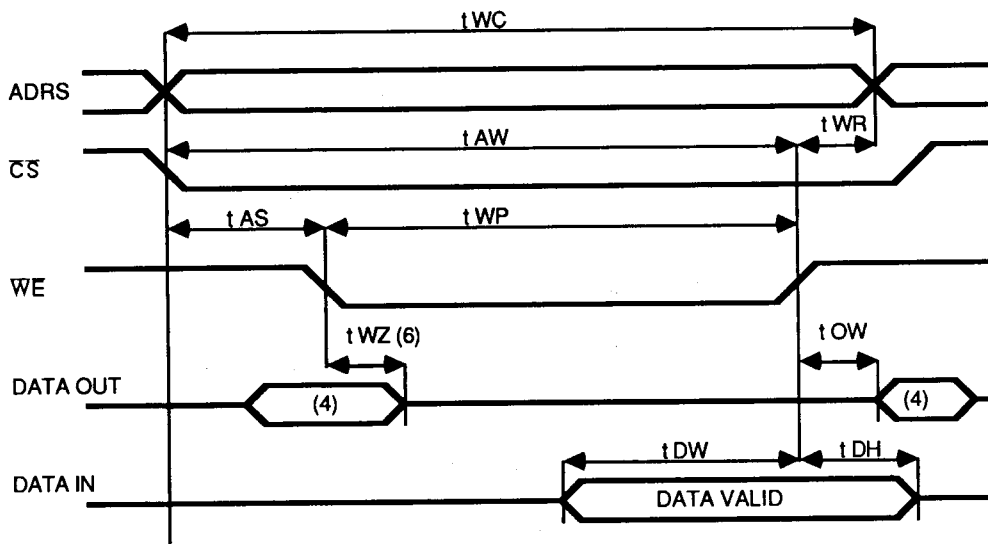 t WC
ADRS
t AW
t WR
CS
t AS
t WP
WE
t WZ (6)
t OW
DATA OUT
(4)
(4)
t DW
t DH
DATA IN
DATA VALID